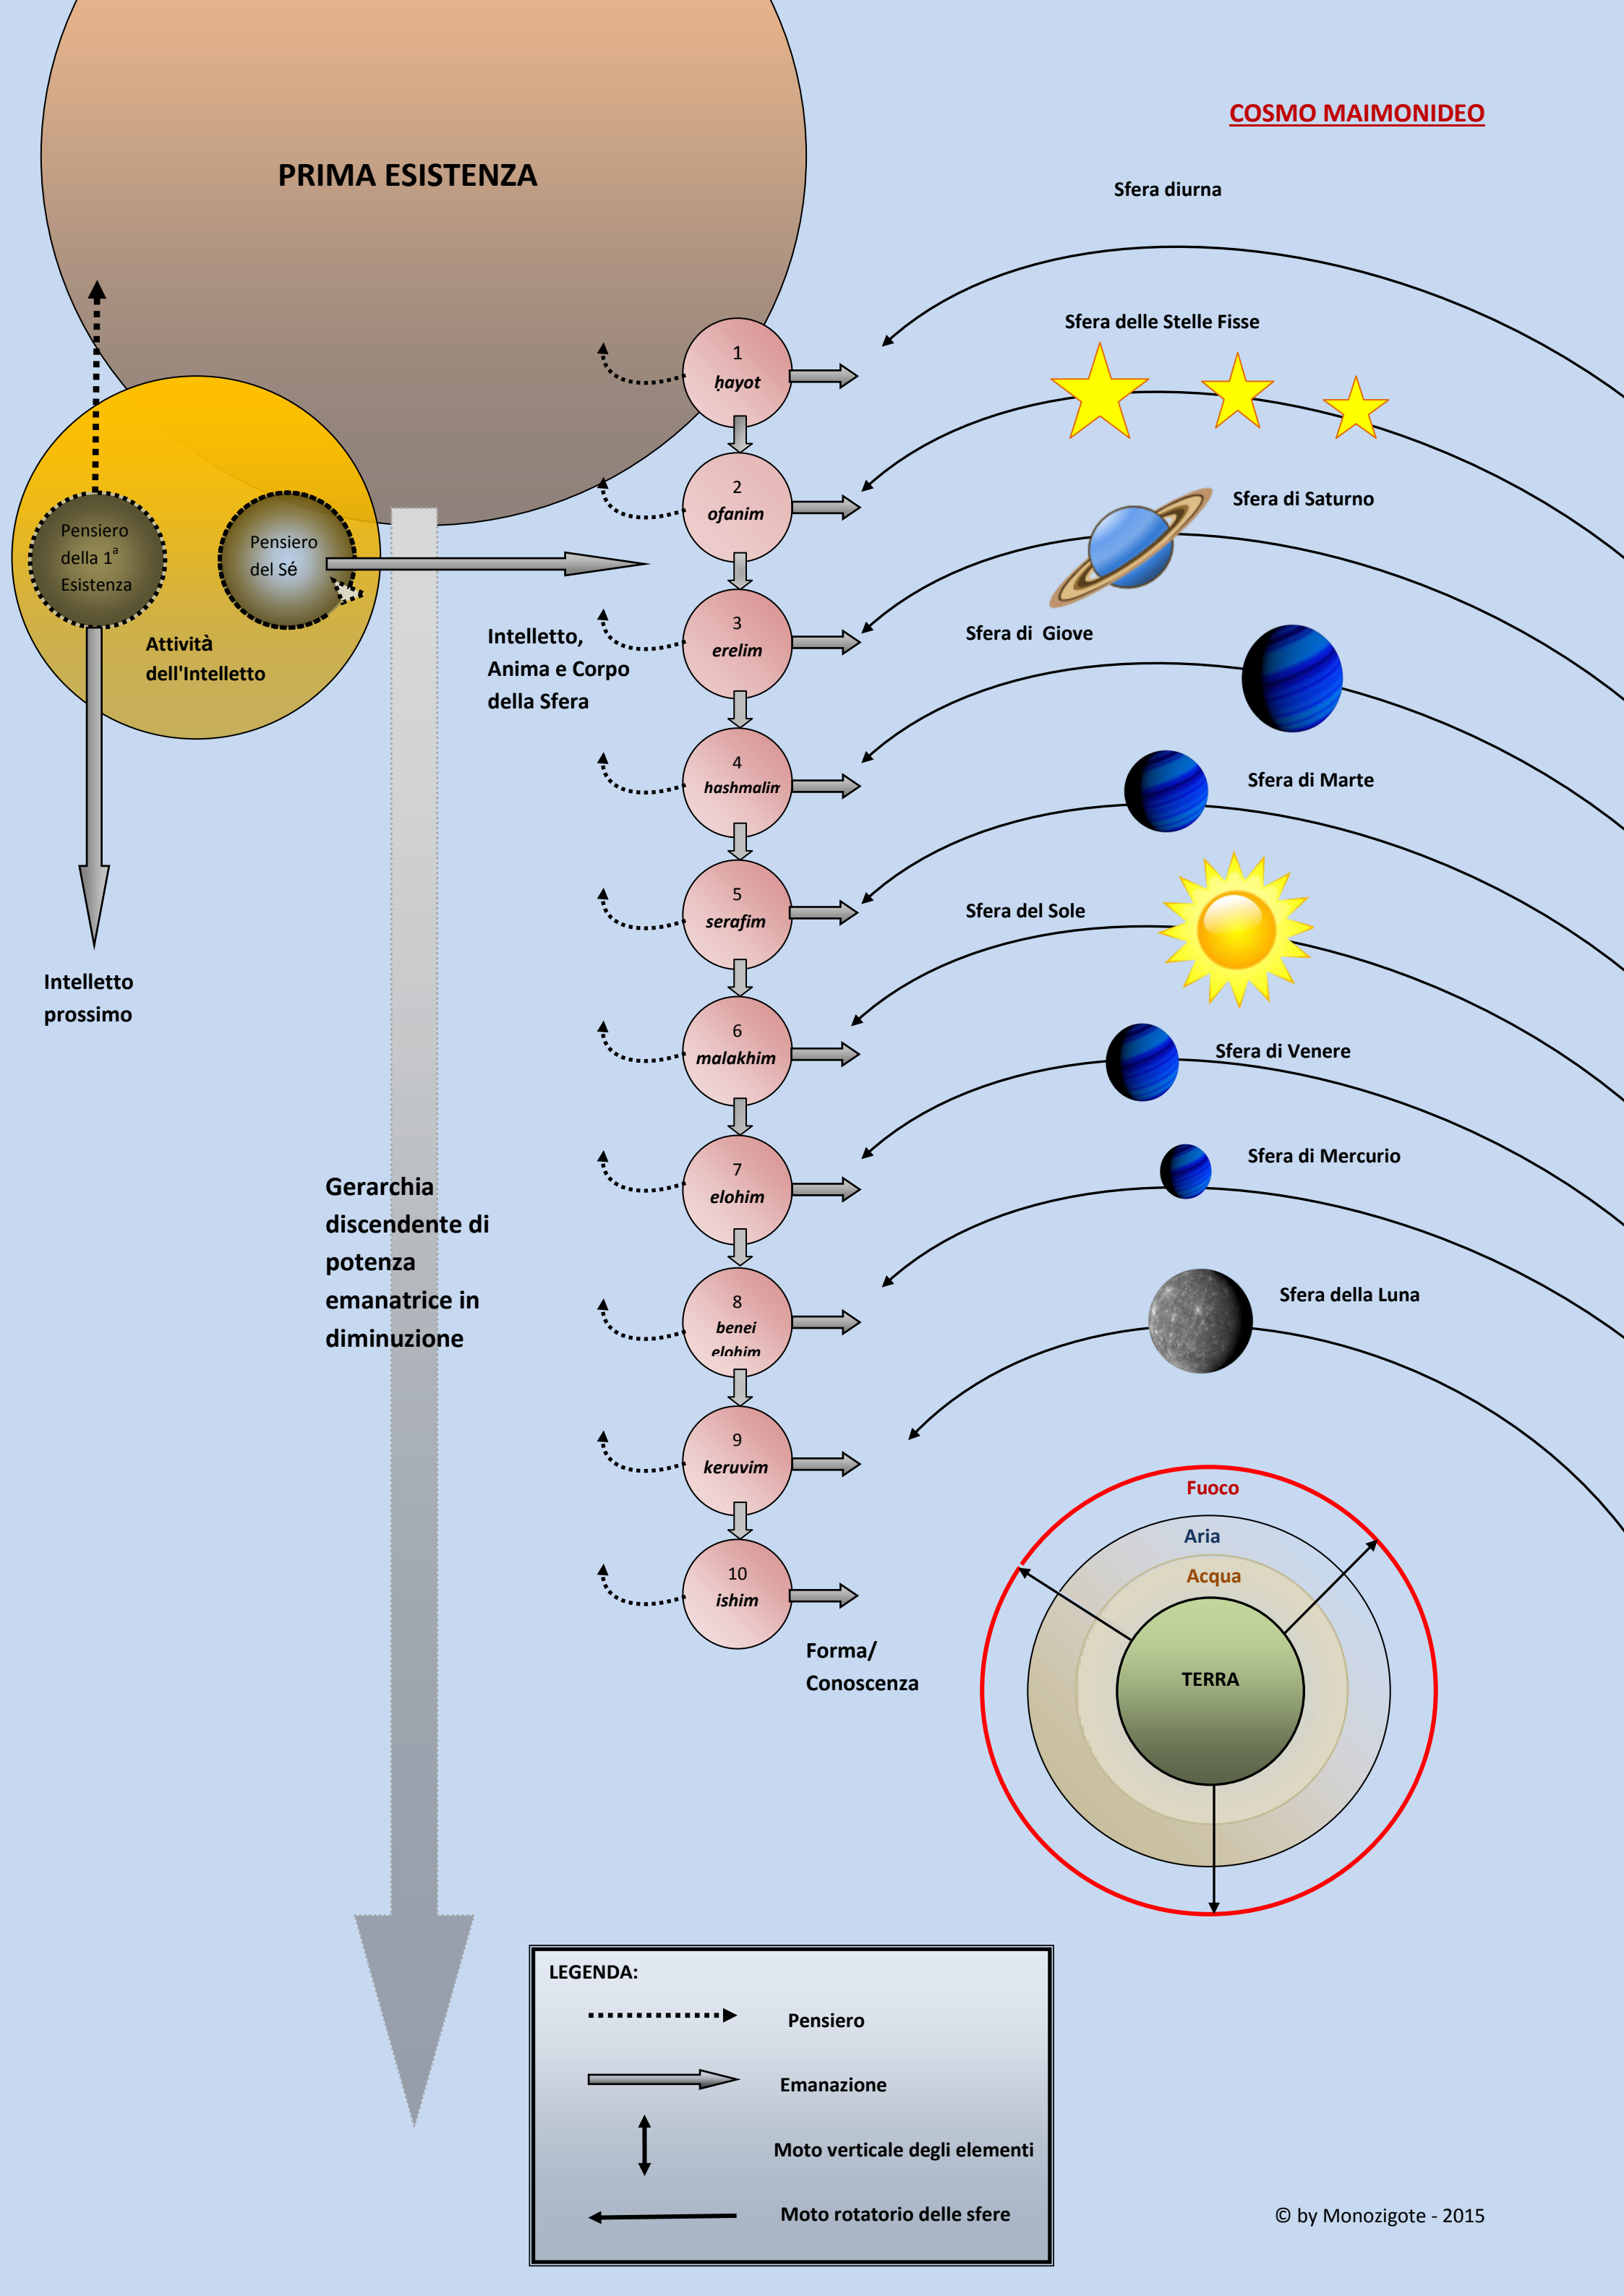 COSMO MAIMONIDEO
PRIMA ESISTENZA
Sfera diurna
Sfera delle Stelle Fisse
Sfera di Saturno
Sfera di Giove
Sfera di Marte
Sfera del Sole
Sfera di Venere
Sfera di Mercurio
Sfera della Luna
Pensiero
della 1ª
Esistenza
Pensiero
del Sé
Attività
dell'Intelletto
Intelletto,
Anima e Corpo
della Sfera
Intelletto
prossimo
Gerarchia
discendente di
potenza
emanatrice in
diminuzione
1
ḥayot
2
ofanim
3
erelim
4
hashmalim
5
serafim
6
malakhim
7
elohim
8
benei
elohim
9
keruvim
10
ishim
Forma/
Conoscenza
Fuoco
Aria
Acqua
TERRA
LEGENDA:
Pensiero
Emanazione
Moto verticale degli elementi
Moto rotatorio delle sfere
© by Monozigote - 2015